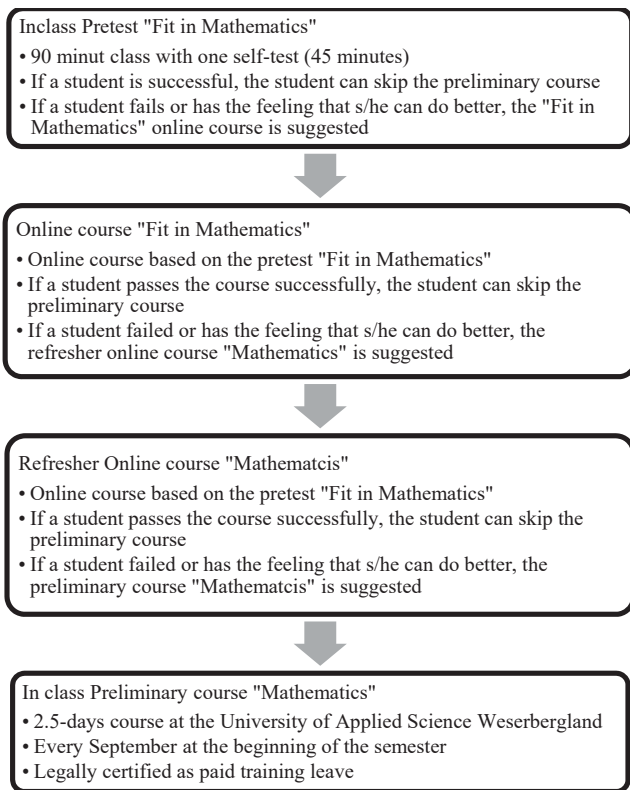 Inclass Pretest "Fit in Mathematics"
• 90 minut class with one self-test (45 minutes)
• If a student is successful, the student can skip the preliminary course
• If a student fails or has the feeling that s/he can do better, the "Fit in
Mathematics" online course is suggested
Online course "Fit in Mathematics"
• Online course based on the pretest "Fit in Mathematics"
• If a student passes the course successfully, the student can skip the
preliminary course
• If a student failed or has the feeling that s/he can do better, the
refresher online course "Mathematics" is suggested
Refresher Online course "Mathematcis"
• Online course based on the pretest "Fit in Mathematics"
• If a student passes the course successfully, the student can skip the
preliminary course
• If a student failed or has the feeling that s/he can do better, the
preliminary course "Mathematcis" is suggested
In class Preliminary course "Mathematics"
• 2.5-days course at the University of Applied Science Weserbergland
• Every September at the beginning of the semester
• Legally certified as paid training leave